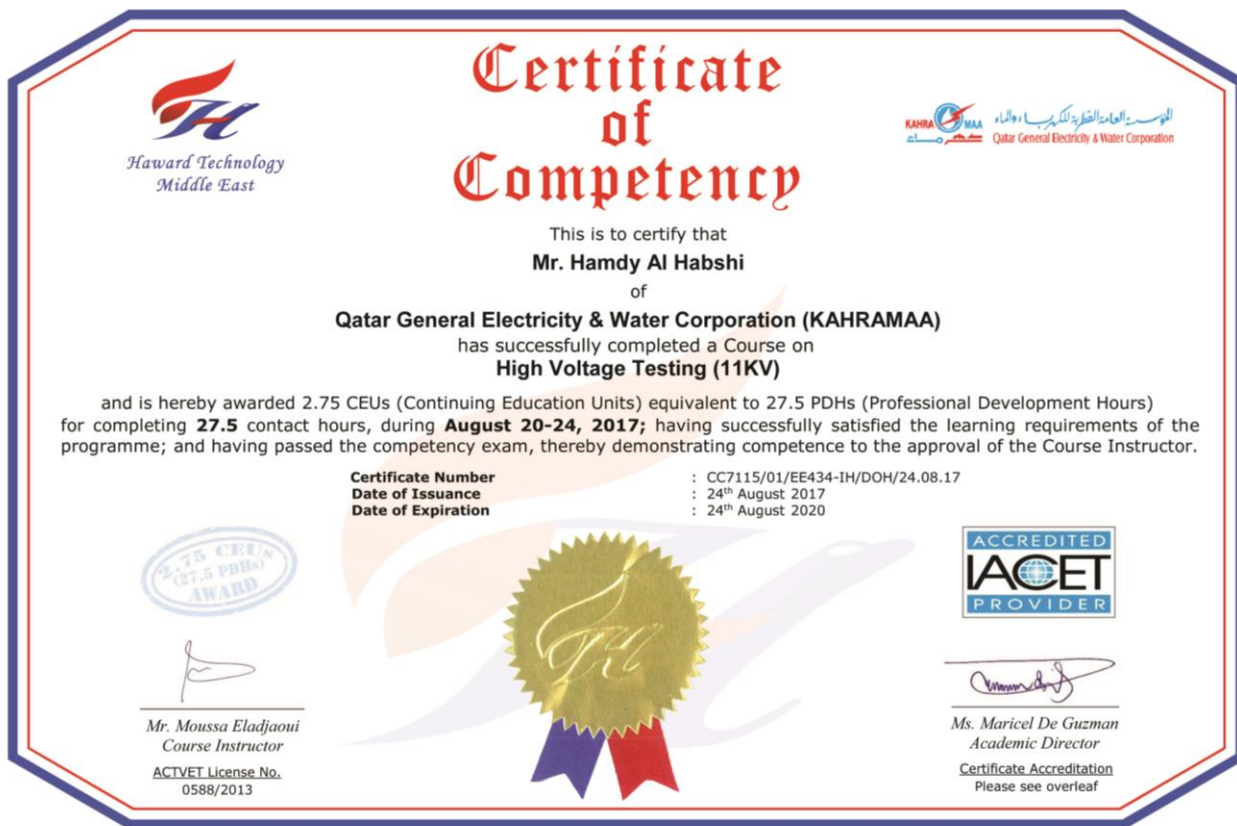 Certificate
of
Competency
Haward Technology
Middle East
KAHRA MAA
كهرماء
المؤسسة العامة القطرية للكهرباء والماء
Qatar General Electricity & Water Corporation
This is to certify that
Mr. Hamdy Al Habshi
of
Qatar General Electricity & Water Corporation (KAHRAMAA)
has successfully completed a Course on
High Voltage Testing (11KV)
and is hereby awarded 2.75 CEUs (Continuing Education Units) equivalent to 27.5 PDHs (Professional Development Hours)
for completing 27.5 contact hours, during August 20-24, 2017; having successfully satisfied the learning requirements of the
programme; and having passed the competency exam, thereby demonstrating competence to the approval of the Course Instructor.
Certificate Number : CC7115/01/EE434-IH/DOH/24.08.17
Date of Issuance : 24th August 2017
Date of Expiration : 24th August 2020
2.75 CEUS
(27.5 PDHs)
AWARD
ACCREDITED
IACET
PROVIDER
Mr. Moussa Eladjaoui
Course Instructor
ACTVET License No.
0588/2013
Ms. Maricel De Guzman
Academic Director
Certificate Accreditation
Please see overleaf